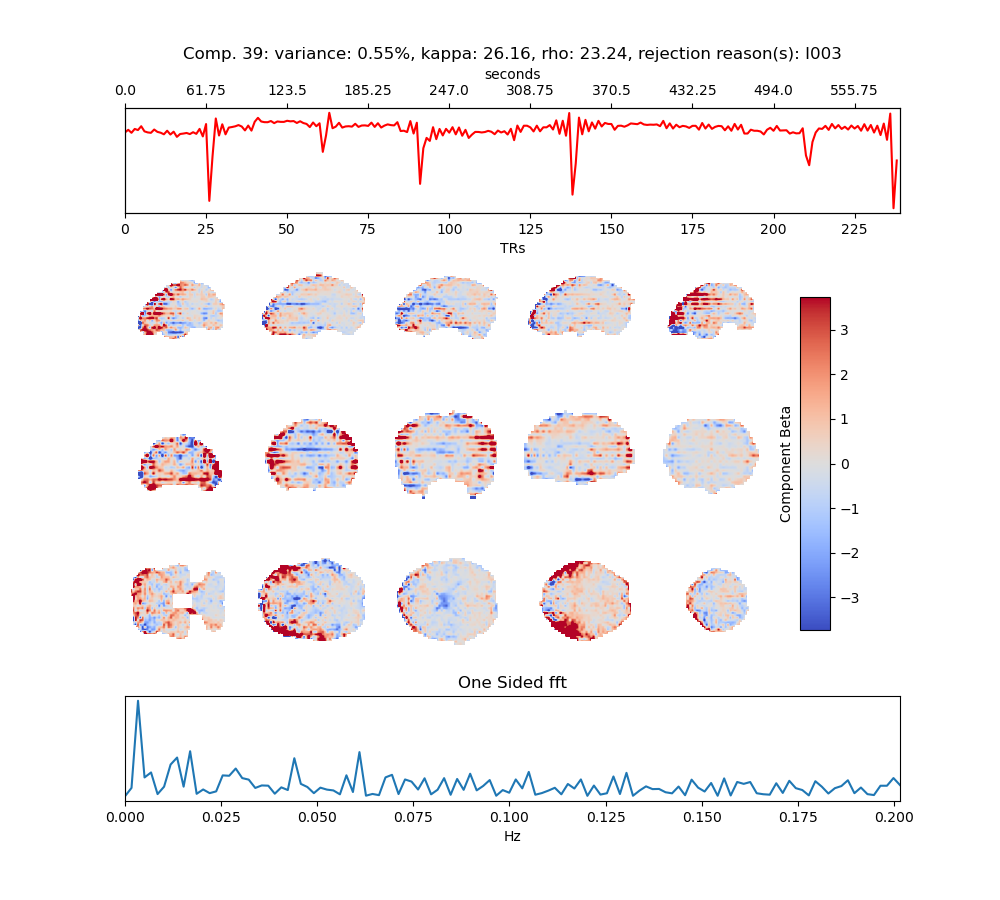 Comp. 39: variance: 0.55%, kappa: 26.16, rho: 23.24, rejection reason(s): I003
seconds
0.0 61.75 123.5 185.25 247.0 308.75 370.5 432.25 494.0 555.75
0 25 50 75 100 125 150 175 200 225
TRs
3
2
1
0
−1
−2
−3
Component Beta
One Sided fft
0.000 0.025 0.050 0.075 0.100 0.125 0.150 0.175 0.200
Hz